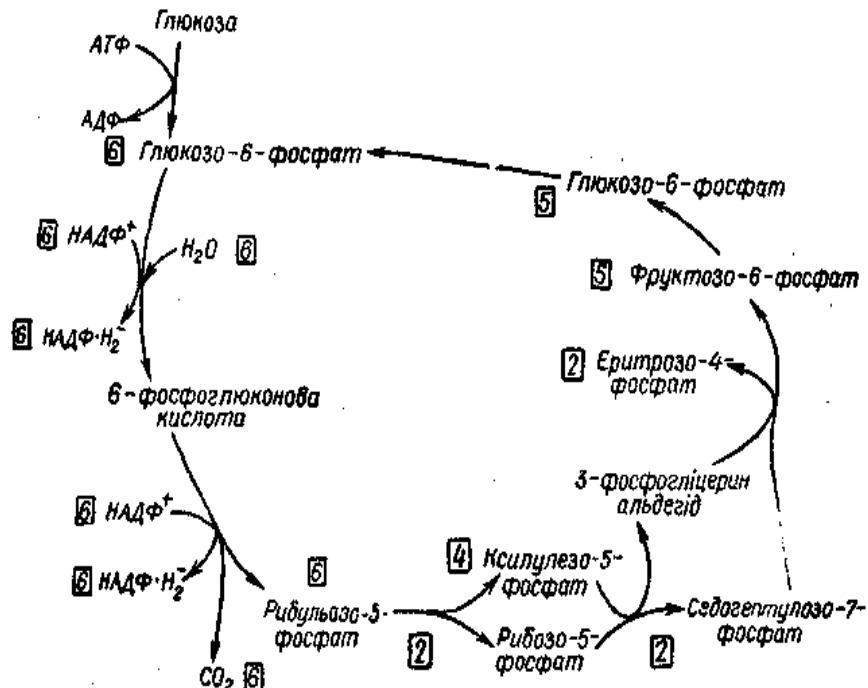 Глюкоза
АТФ
АДФ
6 Глюкозо-6-фосфат
Глюкозо-6-фосфат
5
6 НАДФ⁺
H₂O 6
5 Фруктозо-6-фосфат
6 НАДФ·H₂⁻
2 Еритрозо-4-
фосфат
6-фосфоглюконова
кислота
3-фосфогліцерин
альдегід
6 НАДФ⁺
6 НАДФ·H₂⁻
6
4 Ксилулезо-5-
фосфат
Рибульозо-5-
фосфат
2
Рибозо-5-
фосфат
2
Седогептулозо-7-
фосфат
CO₂ 6